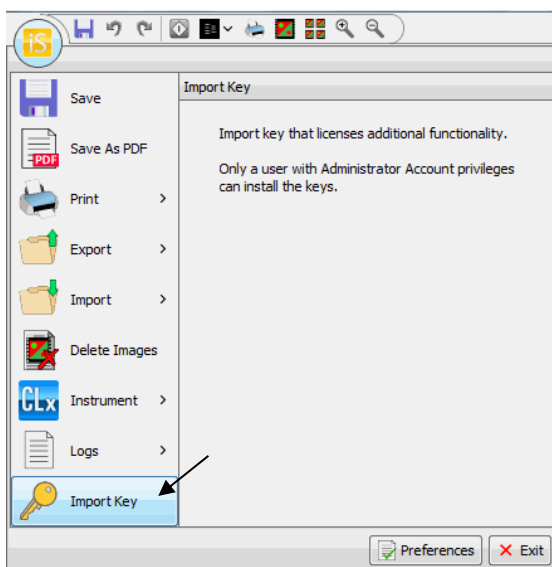 iS
Save
Import Key
Import key that licenses additional functionality.
Only a user with Administrator Account privileges
can install the keys.
PDF
Save As PDF
Print >
Export >
Import >
Delete Images
CLx Instrument >
Logs >
Import Key
Preferences
Exit